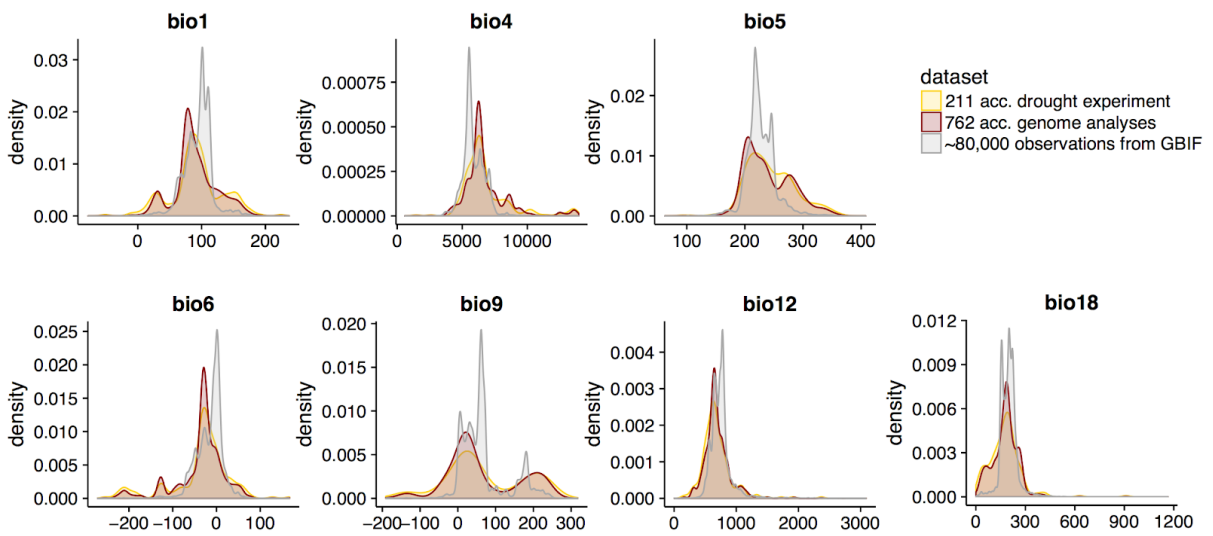 bio1
bio4
bio5
density
0.03
0.02
0.01
0.00
0 100 200
density
0.00075
0.00050
0.00025
0.00000
0 5000 10000
density
0.02
0.01
0.00
100 200 300 400
dataset
211 acc. drought experiment
762 acc. genome analyses
~80,000 observations from GBIF
bio6
bio9
bio12
bio18
density
0.025
0.020
0.015
0.010
0.005
0.000
−200 −100 0 100
density
0.020
0.015
0.010
0.005
0.000
−200−100 0 100 200 300
density
0.004
0.003
0.002
0.001
0.000
0 1000 2000 3000
density
0.012
0.009
0.006
0.003
0.000
0 300 600 900 1200